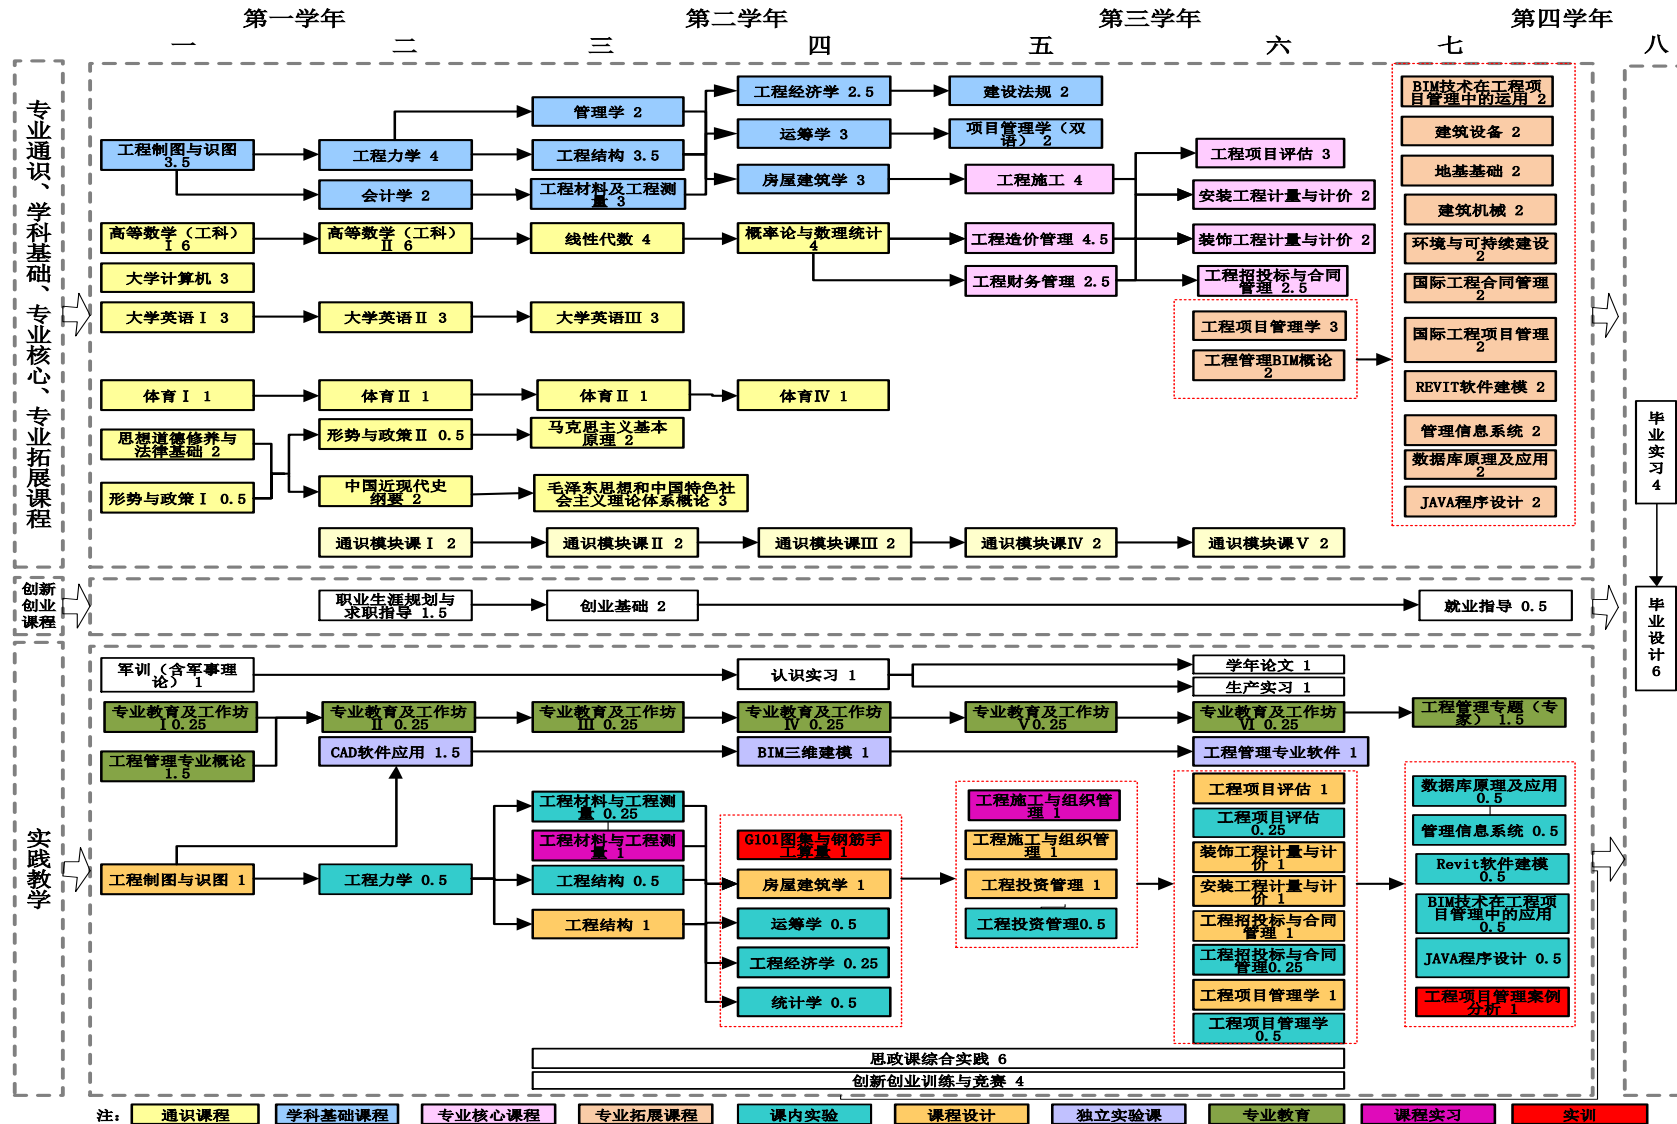 第一学年 第二学年 第三学年 第四学年
一 二 三 四 五 六 七 八
专业通识、学科基础、专业核心、专业拓展课程
工程制图与识图
3.5
高等数学（工科）
Ⅰ 6
大学计算机 3
大学英语Ⅰ 3
体育Ⅰ 1
思想道德修养与
法律基础 2
形势与政策Ⅰ 0.5
工程力学 4
会计学 2
高等数学（工科）
Ⅱ 6
大学英语Ⅱ 3
体育Ⅱ 1
形势与政策Ⅱ 0.5
中国近现代史
纲要 2
通识模块课Ⅰ 2
管理学 2
工程结构 3.5
工程材料及工程测
量 3
线性代数 4
大学英语Ⅲ 3
体育Ⅱ 1
马克思主义基本
原理 2
毛泽东思想和中国特色社
会主义理论体系概论 3
通识模块课Ⅱ 2
工程经济学 2.5
运筹学 3
房屋建筑学 3
概率论与数理统计
4
体育Ⅳ 1
通识模块课Ⅲ 2
建设法规 2
项目管理学（双
语） 2
工程施工 4
工程造价管理 4.5
工程财务管理 2.5
通识模块课Ⅳ 2
工程项目评估 3
安装工程计量与计价 2
装饰工程计量与计价 2
工程招投标与合同
管理 2.5
工程项目管理学 3
工程管理BIM概论
2
通识模块课Ⅴ 2
BIM技术在工程项
目管理中的运用 2
建筑设备 2
地基基础 2
建筑机械 2
环境与可持续建设
2
国际工程合同管理
2
国际工程项目管理
2
REVIT软件建模 2
管理信息系统 2
数据库原理及应用
2
JAVA程序设计 2
毕业实习4
毕业设计6
创新
创业
课程
职业生涯规划与
求职指导 1.5
创业基础 2
就业指导 0.5
实践教学
军训（含军事理
论） 1
认识实习 1
学年论文 1
生产实习 1
专业教育及工作坊
Ⅰ 0.25
专业教育及工作坊
Ⅱ 0.25
专业教育及工作坊
Ⅲ 0.25
专业教育及工作坊
Ⅳ 0.25
专业教育及工作坊
Ⅴ 0.25
专业教育及工作坊
Ⅵ 0.25
工程管理专题（专
家） 1.5
工程管理专业概论
1.5
CAD软件应用 1.5
BIM三维建模 1
工程管理专业软件 1
工程制图与识图 1
工程力学 0.5
工程材料与工程测
量 0.25
工程材料与工程测
量 1
工程结构 0.5
工程结构 1
G101图集与钢筋手
工算量 1
房屋建筑学 1
运筹学 0.5
工程经济学 0.25
统计学 0.5
工程施工与组织管
理 1
工程施工与组织管
理 1
工程投资管理 1
工程投资管理0.5
工程项目评估 1
工程项目评估
0.25
装饰工程计量与计
价 1
安装工程计量与计
价 1
工程招投标与合同
管理 1
工程招投标与合同
管理0.25
工程项目管理学 1
工程项目管理学
0.5
数据库原理及应用
0.5
管理信息系统 0.5
Revit软件建模
0.5
BIM技术在工程项
目管理中的应用
0.5
JAVA程序设计 0.5
工程项目管理案例
分析 1
思政课综合实践 6
创新创业训练与竞赛 4
注： 通识课程 学科基础课程 专业核心课程 专业拓展课程 课内实验 课程设计 独立实验课 专业教育 课程实习 实训